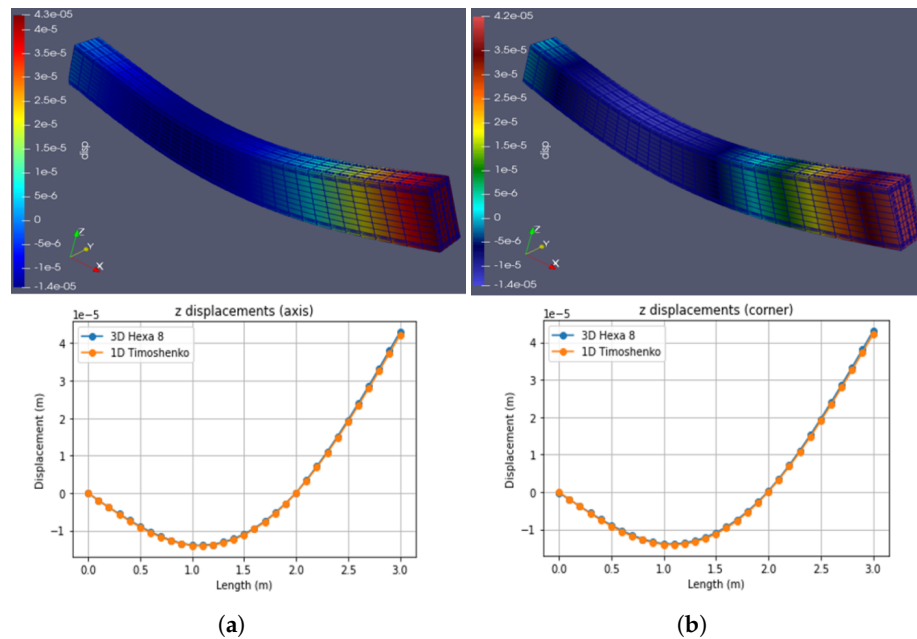 4.3e-05
4e-5
3.5e-5
3e-5
2.5e-5
2e-5
1.5e-5
1e-5
5e-6
0
-5e-6
-1e-5
-1.4e-05
disp
Z
Y
X
4.2e-05
4e-5
3.5e-5
3e-5
2.5e-5
2e-5
1.5e-5
1e-5
5e-6
0
-5e-6
-1e-5
-1.4e-05
disp
Z
Y
X
z displacements (axis)
1e-5
3D Hexa 8
1D Timoshenko
Displacement (m)
4
3
2
1
0
−1
0.0 0.5 1.0 1.5 2.0 2.5 3.0
Length (m)
(a)
z displacements (corner)
1e-5
3D Hexa 8
1D Timoshenko
Displacement (m)
4
3
2
1
0
−1
0.0 0.5 1.0 1.5 2.0 2.5 3.0
Length (m)
(b)